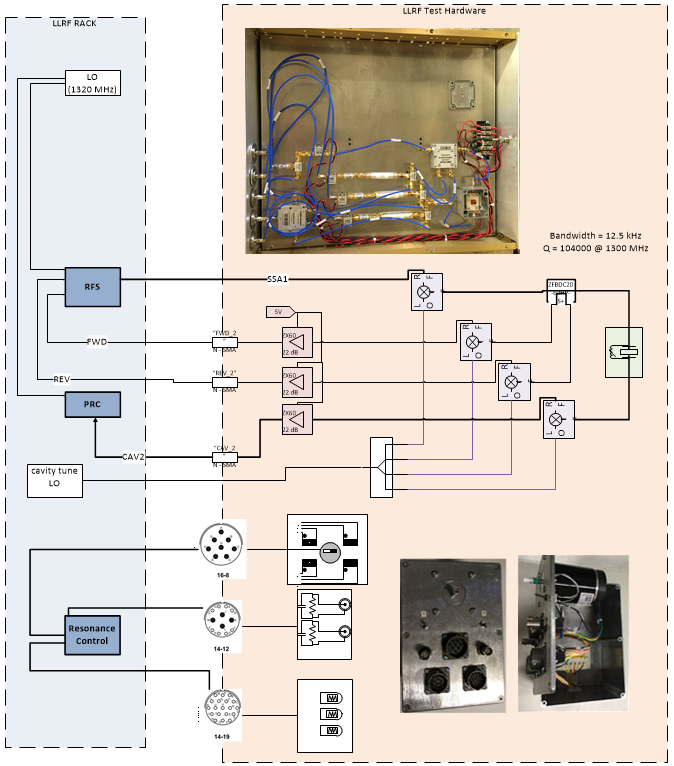 LLRF RACK
LLRF Test Hardware
LO
(1320 MHz)
Bandwidth = 12.5 kHz
Q = 104000 @ 1300 MHz
RFS
SSA1
R
F
L
O
ZFBDC20
5V
FWD
"FWD_2
"
N - SMA
ZX60
22 dB
R
F
L
O
REV
"REV_2"
N - SMA
ZX60
22 dB
R
F
L
O
PRC
ZX60
22 dB
R
F
L
O
CAV2
"CAV_2
"
N - SMA
cavity tune
LO
16-8
14-12
Resonance
Control
14-19